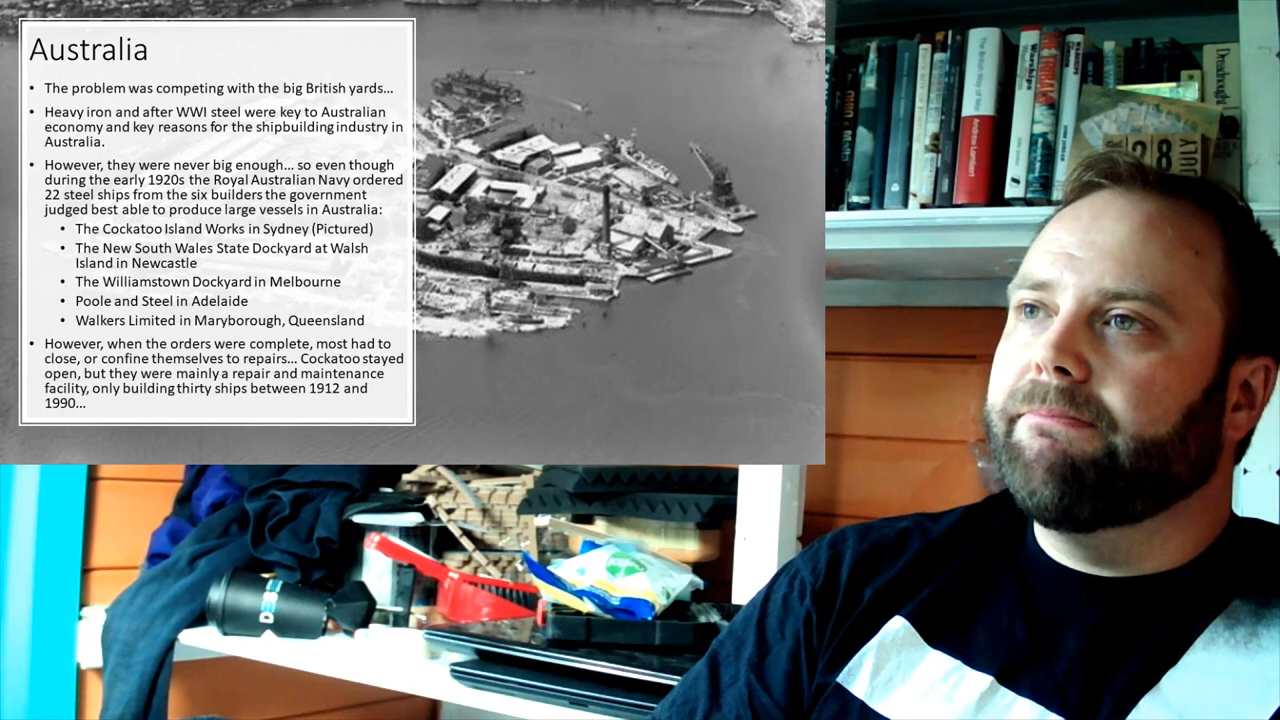 Australia
• The problem was competing with the big British yards...
• Heavy iron and after WWI steel were key to Australian
economy and key reasons for the shipbuilding industry in
Australia.
• However, they were never big enough... so even though
during the early 1920s the Royal Australian Navy ordered
22 steel ships from the six builders the government
judged best able to produce large vessels in Australia:
• The Cockatoo Island Works in Sydney (Pictured)
• The New South Wales State Dockyard at Walsh
Island in Newcastle
• The Williamstown Dockyard in Melbourne
• Poole and Steel in Adelaide
• Walkers Limited in Maryborough, Queensland
• However, when the orders were complete, most had to
close, or confine themselves to repairs... Cockatoo stayed
open, but they were mainly a repair and maintenance
facility, only building thirty ships between 1912 and
1990...
The British Way of War
Andrew Lambert
Warships
Dreadnought
JULY
28